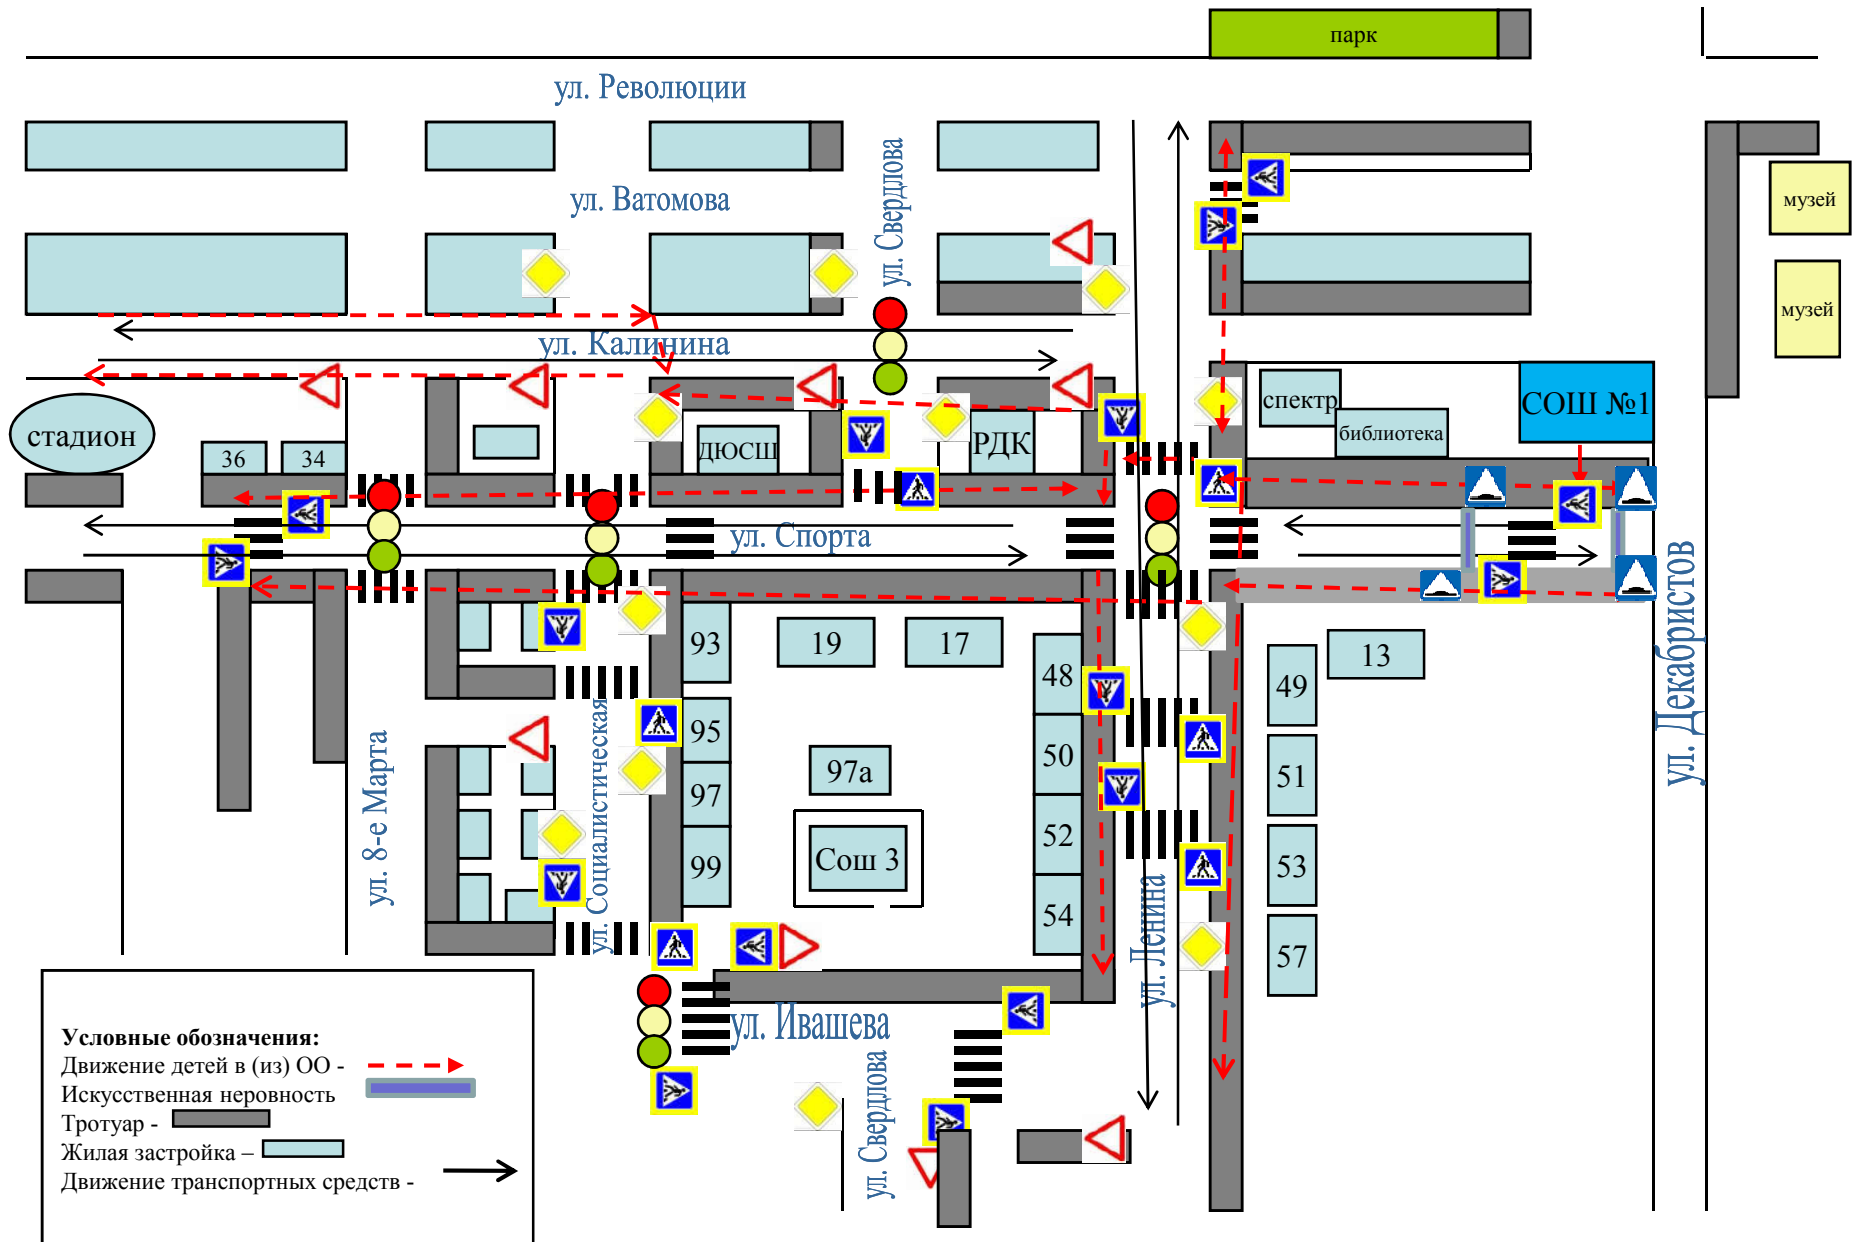 парк
ул. Революции
ул. Ватомова
ул. Свердлова
музей
музей
ул. Калинина
стадион
36
34
ДЮСШ
РДК
спектр
библиотека
СОШ №1
ул. Спорта
ул. Декабристов
93
19
17
48
49
13
95
50
51
97а
97
52
53
99
Сош 3
54
57
ул. 8-е Марта
ул. Социалистическая
ул. Ленина
ул. Ивашева
ул. Свердлова
Условные обозначения:
Движение детей в (из) ОО -
Искусственная неровность
Тротуар -
Жилая застройка –
Движение транспортных средств -